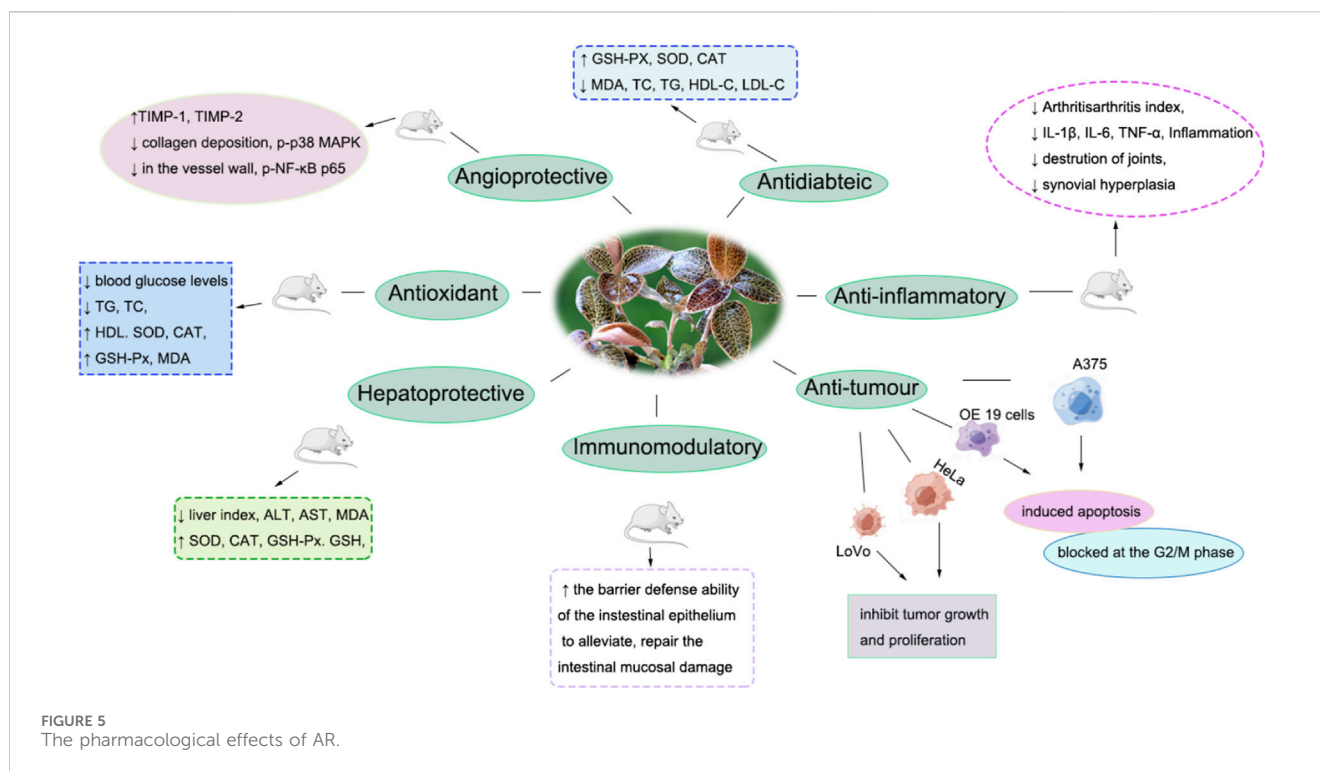 ↑ GSH-PX, SOD, CAT
↓ MDA, TC, TG, HDL-C, LDL-C
↑TIMP-1, TIMP-2
↓ collagen deposition, p-p38 MAPK
↓ in the vessel wall, p-NF-κB p65
↓ Arthritisarthritis index,
↓ IL-1β, IL-6, TNF-α, Inflammation
↓ destrution of joints,
↓ synovial hyperplasia
Angioprotective
Antidiabteic
↓ blood glucose levels
↓ TG, TC,
↑ HDL. SOD, CAT,
↑ GSH-Px, MDA
Antioxidant
Anti-inflammatory
Hepatoprotective
Anti-tumour
A375
OE 19 cells
Immunomodulatory
HeLa
LoVo
↓ liver index, ALT, AST, MDA
↑ SOD, CAT, GSH-Px. GSH,
induced apoptosis
blocked at the G2/M phase
↑ the barrier defense ability
of the instestinal epithelium
to alleviate, repair the
intestinal mucosal damage
inhibit tumor growth
and proliferation
FIGURE 5
The pharmacological effects of AR.